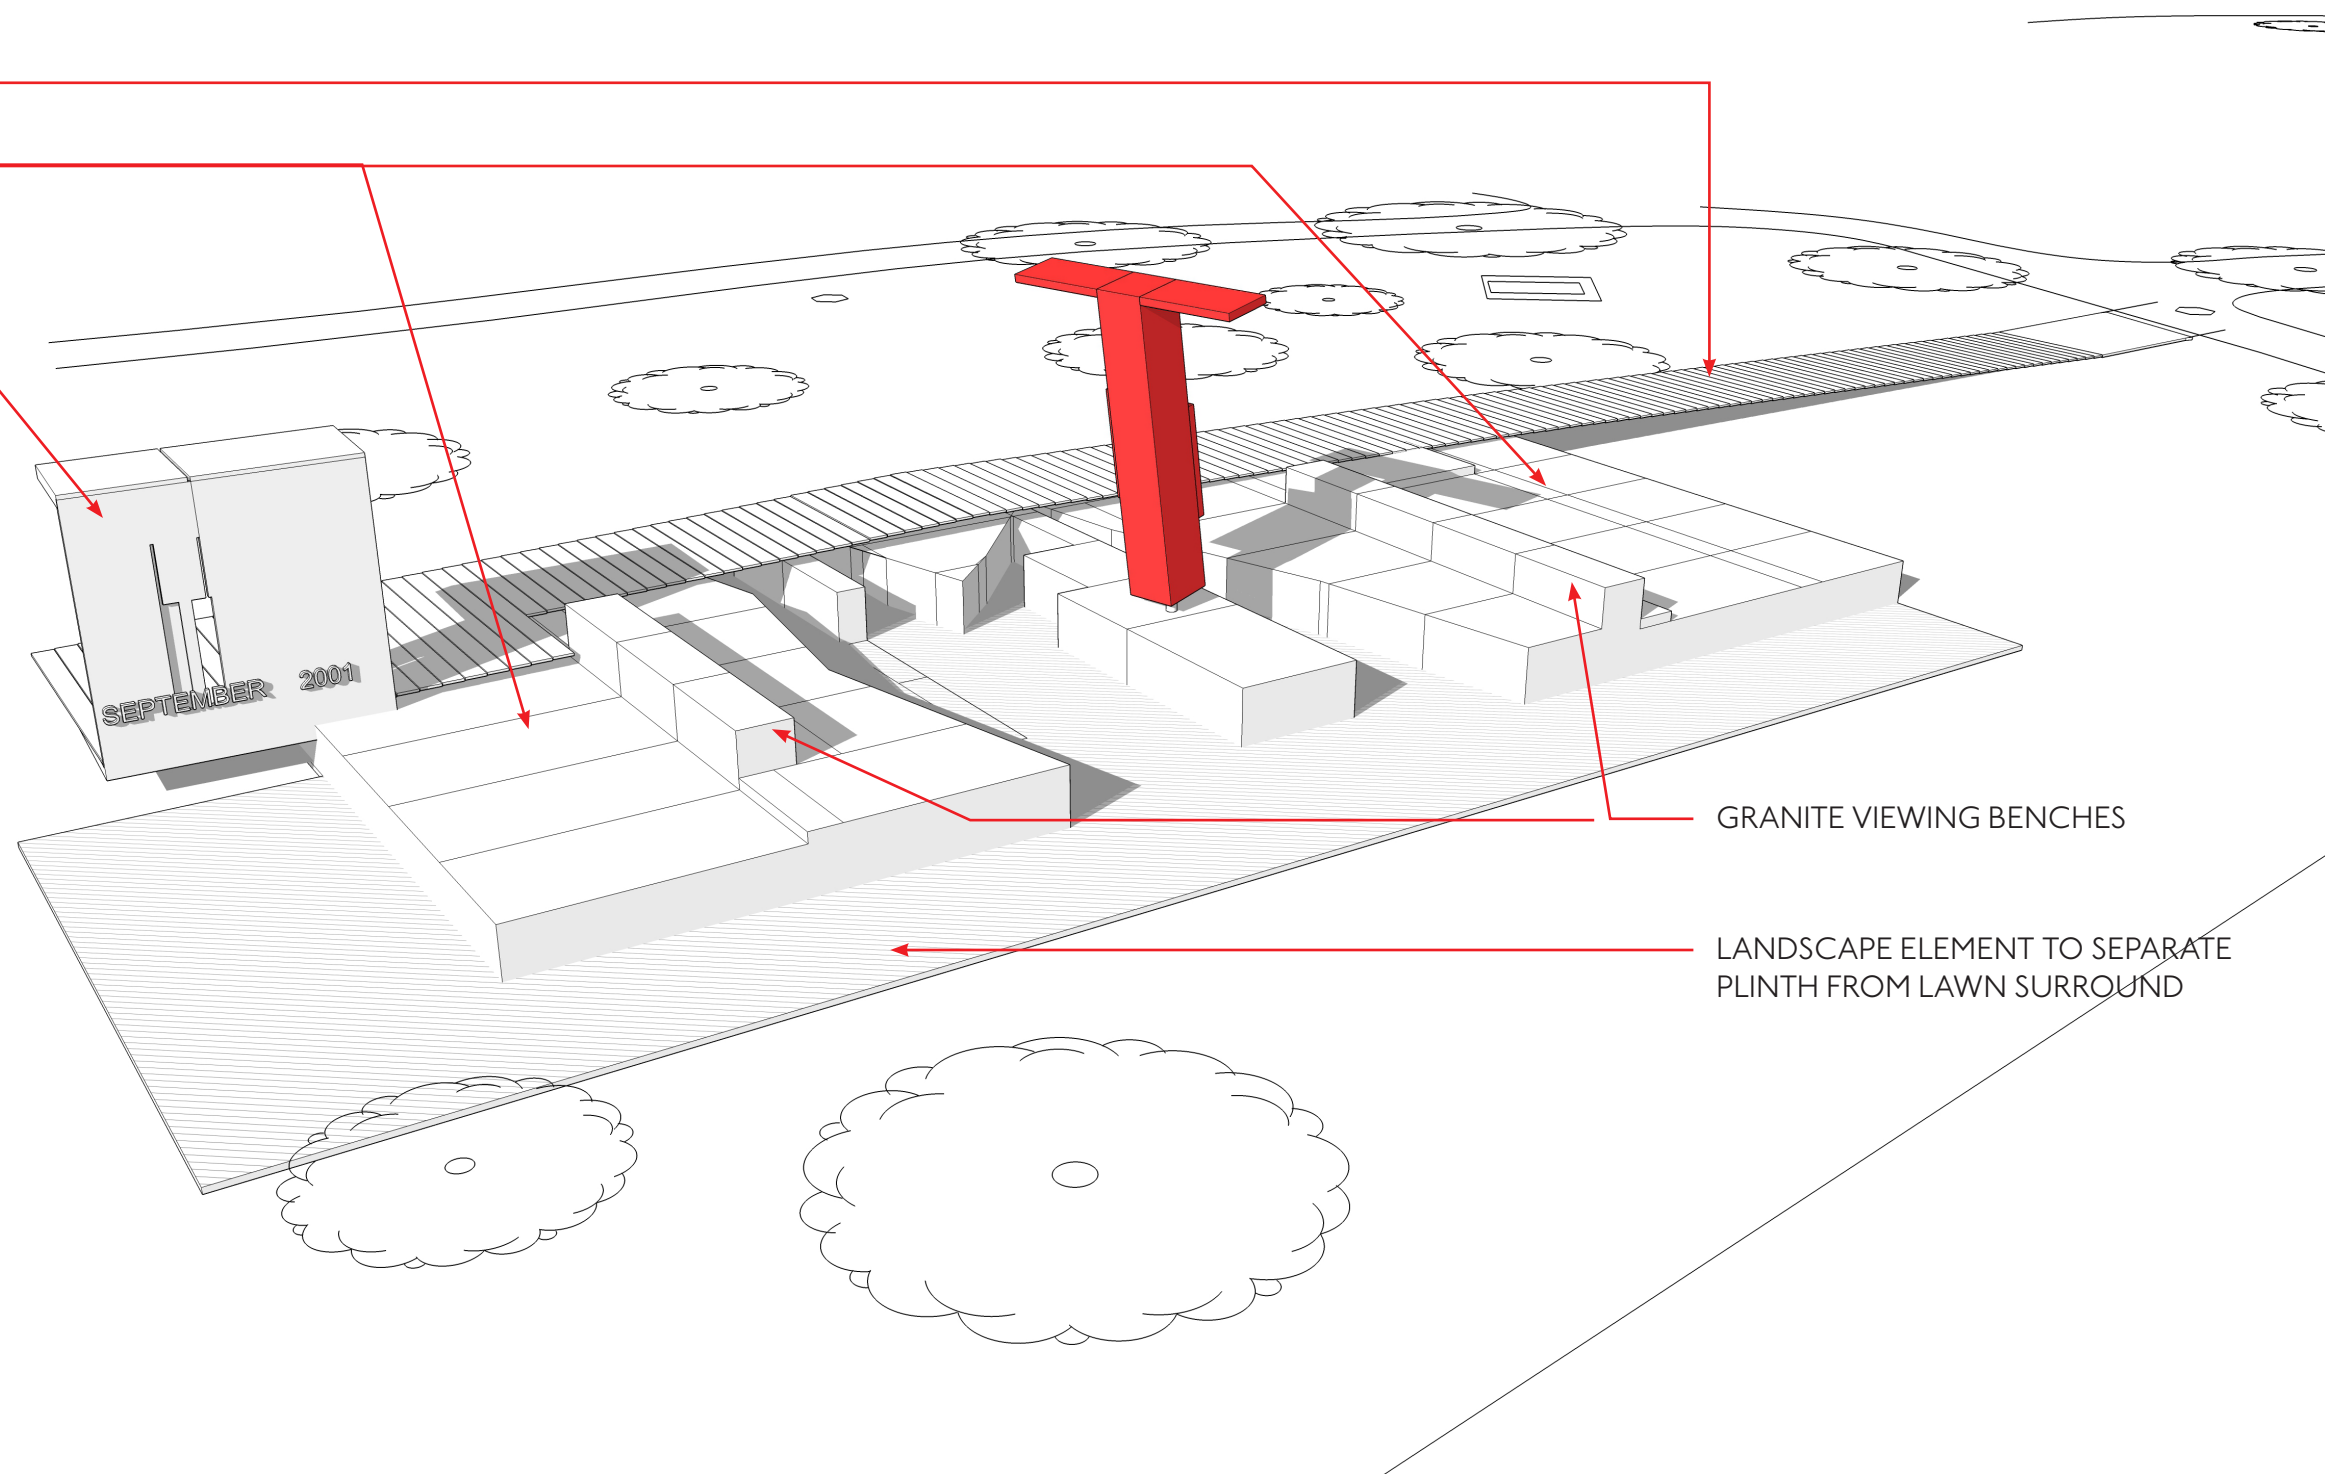 SEPTEMBER 2001
GRANITE VIEWING BENCHES
LANDSCAPE ELEMENT TO SEPARATE
PLINTH FROM LAWN SURROUND